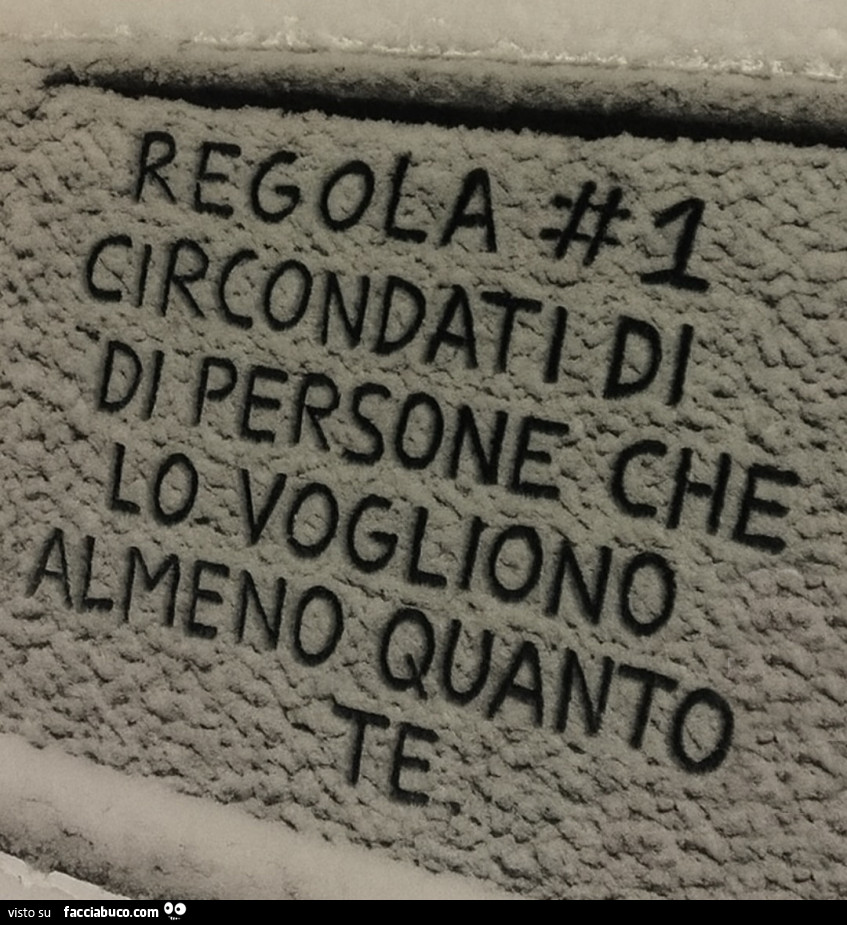 REGOLA #1
CIRCONDATI DI
DI PERSONE CHE
LO VOGLIONO
ALMENO QUANTO
TE.
visto su facciabuco.com